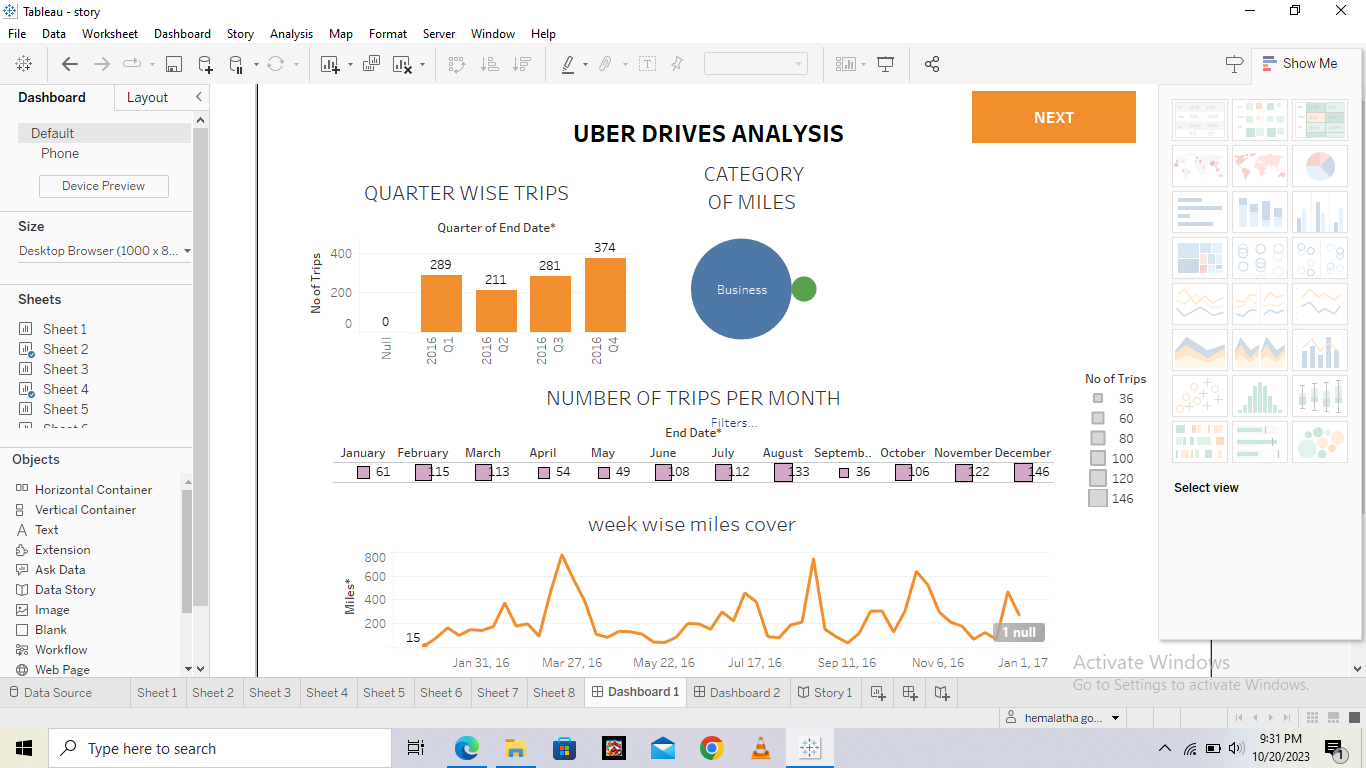 Tableau - story
File Data Worksheet Dashboard Story Analysis Map Format Server Window Help
Show Me
Dashboard Layout
Default
Phone
Device Preview
Size
Desktop Browser (1000 x 8...
Sheets
Sheet 1
Sheet 2
Sheet 3
Sheet 4
Sheet 5
Objects
Horizontal Container
Vertical Container
Text
Extension
Ask Data
Data Story
Image
Blank
Workflow
Web Page
NEXT
UBER DRIVES ANALYSIS
QUARTER WISE TRIPS
Quarter of End Date*
No of Trips
400
200
0
0
289
211
281
374
Null
2016 Q1
2016 Q2
2016 Q3
2016 Q4
CATEGORY
OF MILES
Business
NUMBER OF TRIPS PER MONTH
Filters...
End Date*
January February March April May June July August Septemb.. October November December
61 115 113 54 49 108 112 133 36 106 122 146
No of Trips
36
60
80
100
120
146
week wise miles cover
Miles*
800
600
400
200
15
1 null
Jan 31, 16 Mar 27, 16 May 22, 16 Jul 17, 16 Sep 11, 16 Nov 6, 16 Jan 1, 17
Select view
Activate Windows
Go to Settings to activate Windows.
Data Source Sheet 1 Sheet 2 Sheet 3 Sheet 4 Sheet 5 Sheet 6 Sheet 7 Sheet 8 Dashboard 1 Dashboard 2 Story 1
hemalatha go...
Type here to search
9:31 PM
10/20/2023
1